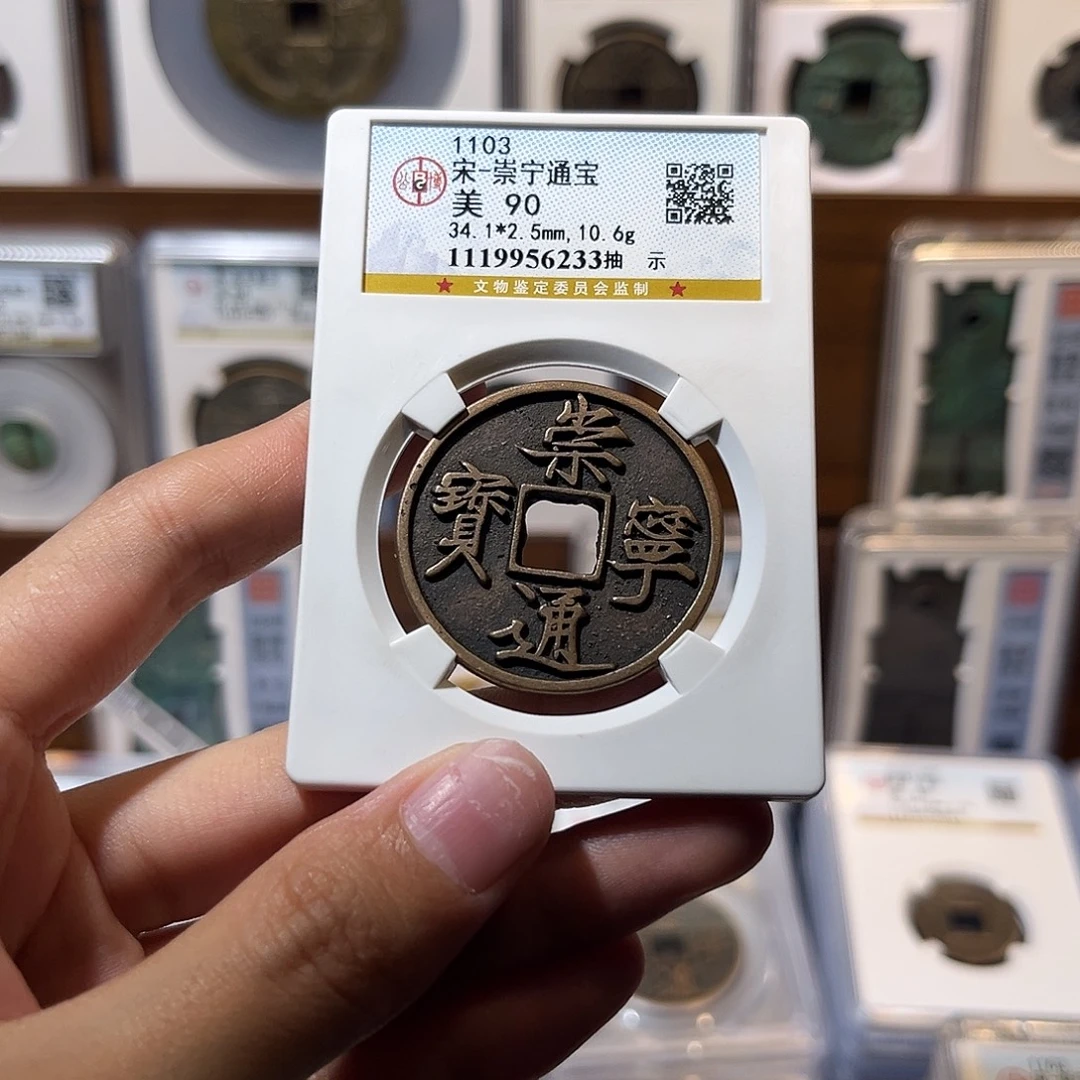 1103
宋-崇宁通宝
美 90
34.1*2.5mm,10.6g
1119956233抽 示
★ 文物鉴定委员会监制 ★
公博
崇
寧
通
寶